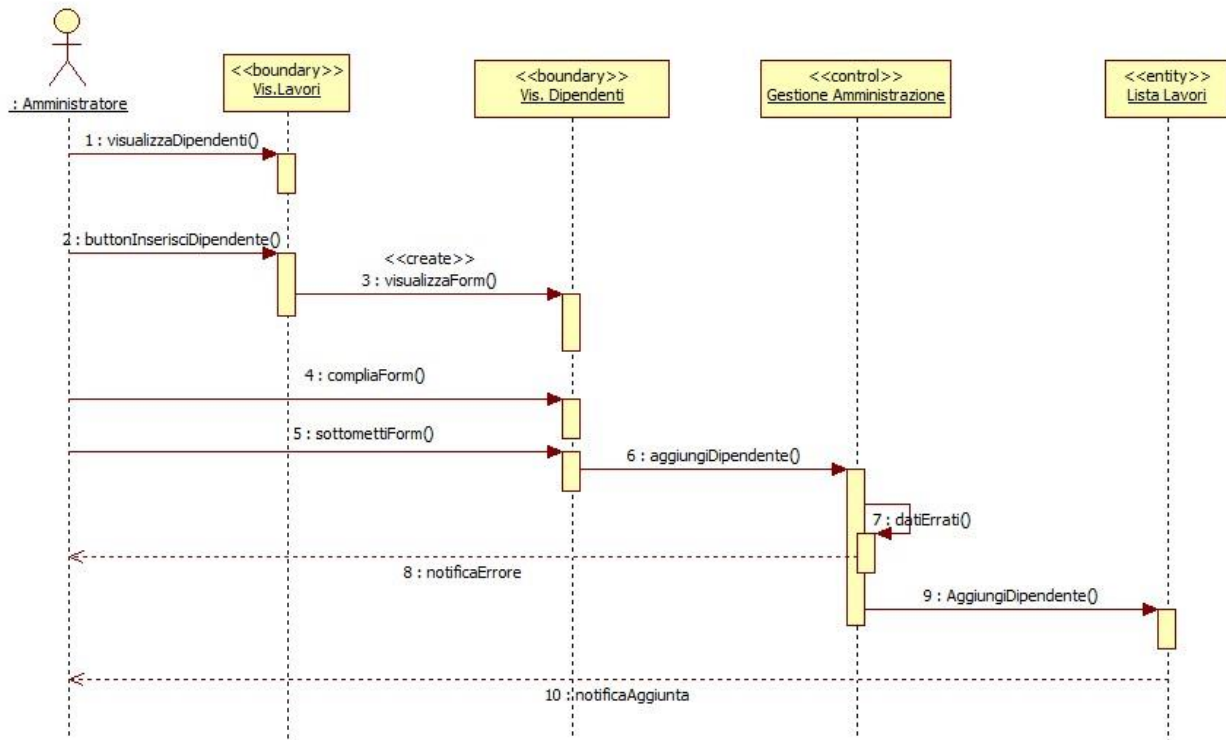 <<boundary>>
Vis.Lavori
<<boundary>>
Vis. Dipendenti
<<control>>
Gestione Amministrazione
<<entity>>
Lista Lavori
: Amministratore
1 : visualizzaDipendenti()
2 : buttonInserisciDipendente()
<<create>>
3 : visualizzaForm()
4 : compliaForm()
5 : sottomettiForm()
6 : aggiungiDipendente()
7 : datiErrati()
8 : notificaErrore
9 : AggiungiDipendente()
10 : notificaAggiunta